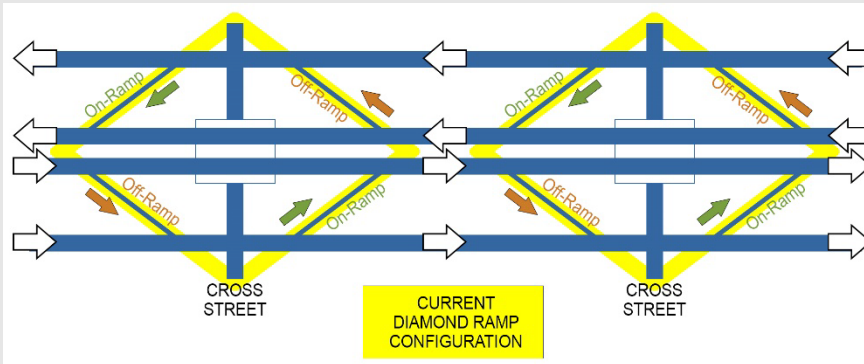 On-Ramp
Off-Ramp
On-Ramp
Off-Ramp
Off-Ramp
On-Ramp
Off-Ramp
On-Ramp
CROSS
STREET
CROSS
STREET
CURRENT
DIAMOND RAMP
CONFIGURATION